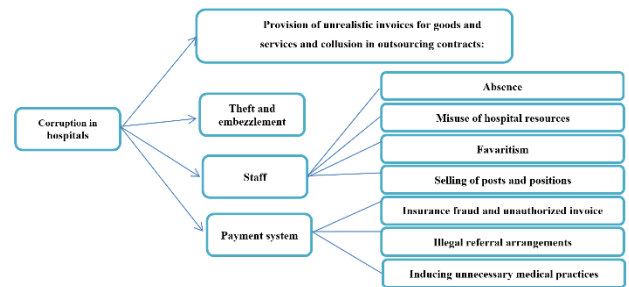 Provision of unrealistic invoices for goods and
services and collusion in outsourcing contracts:
Corruption in
hospitals
Theft and
embezzlement
Staff
Payment system
Absence
Misuse of hospital resources
Favaritism
Selling of posts and positions
Insurance fraud and unauthorized invoice
Illegal referral arrangements
Inducing unnecessary medical practices